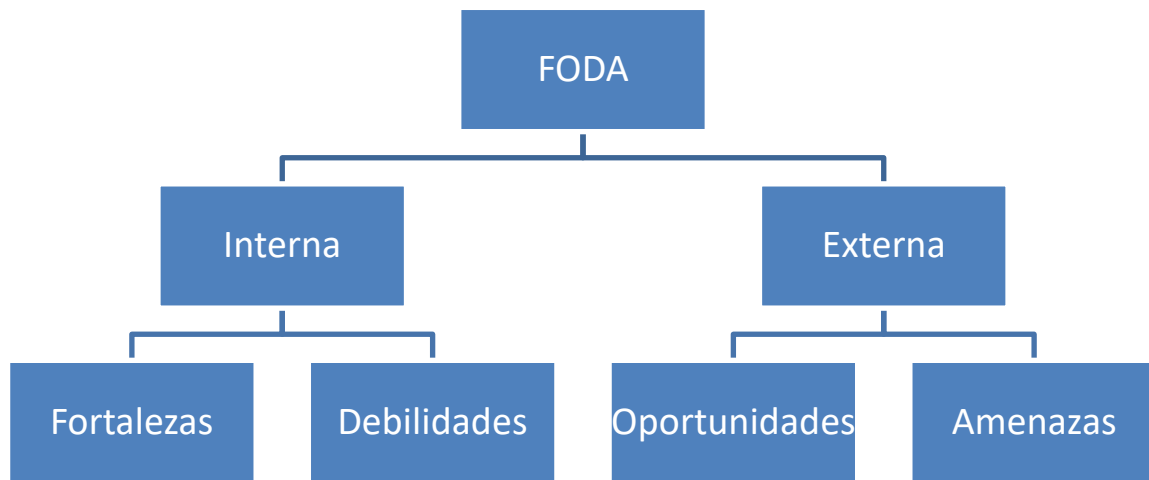 FODA
Interna
Externa
Fortalezas
Debilidades
Oportunidades
Amenazas